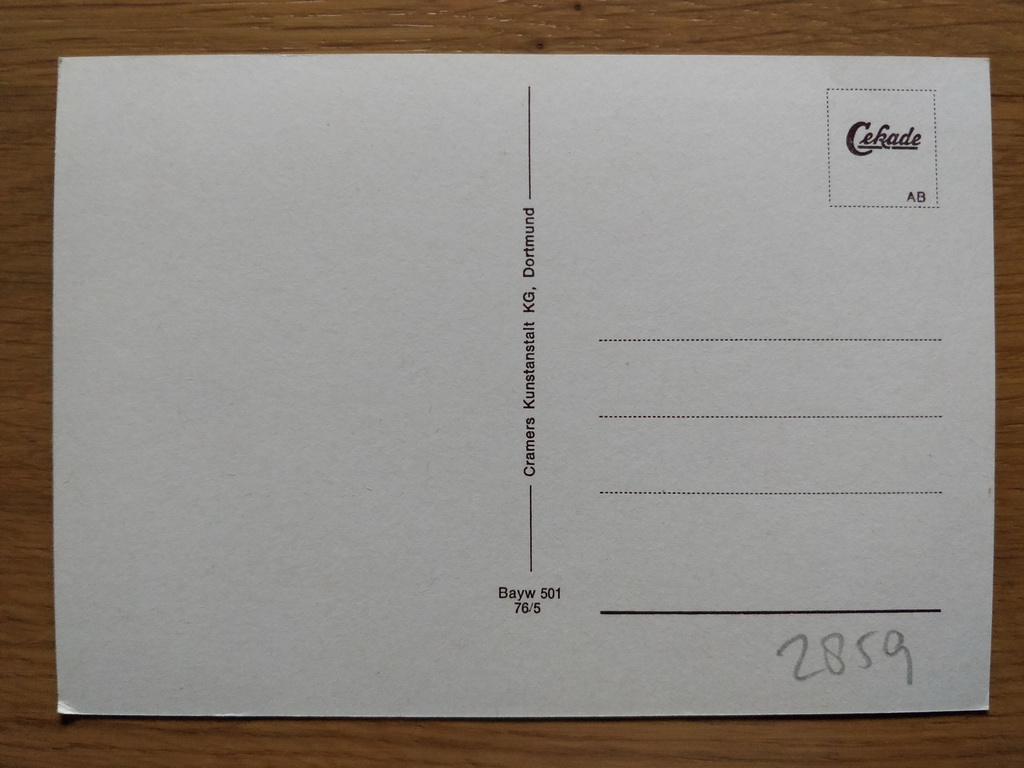 Cekade
AB
Cramers Kunstanstalt KG, Dortmund
Bayw 501
76/5
2859